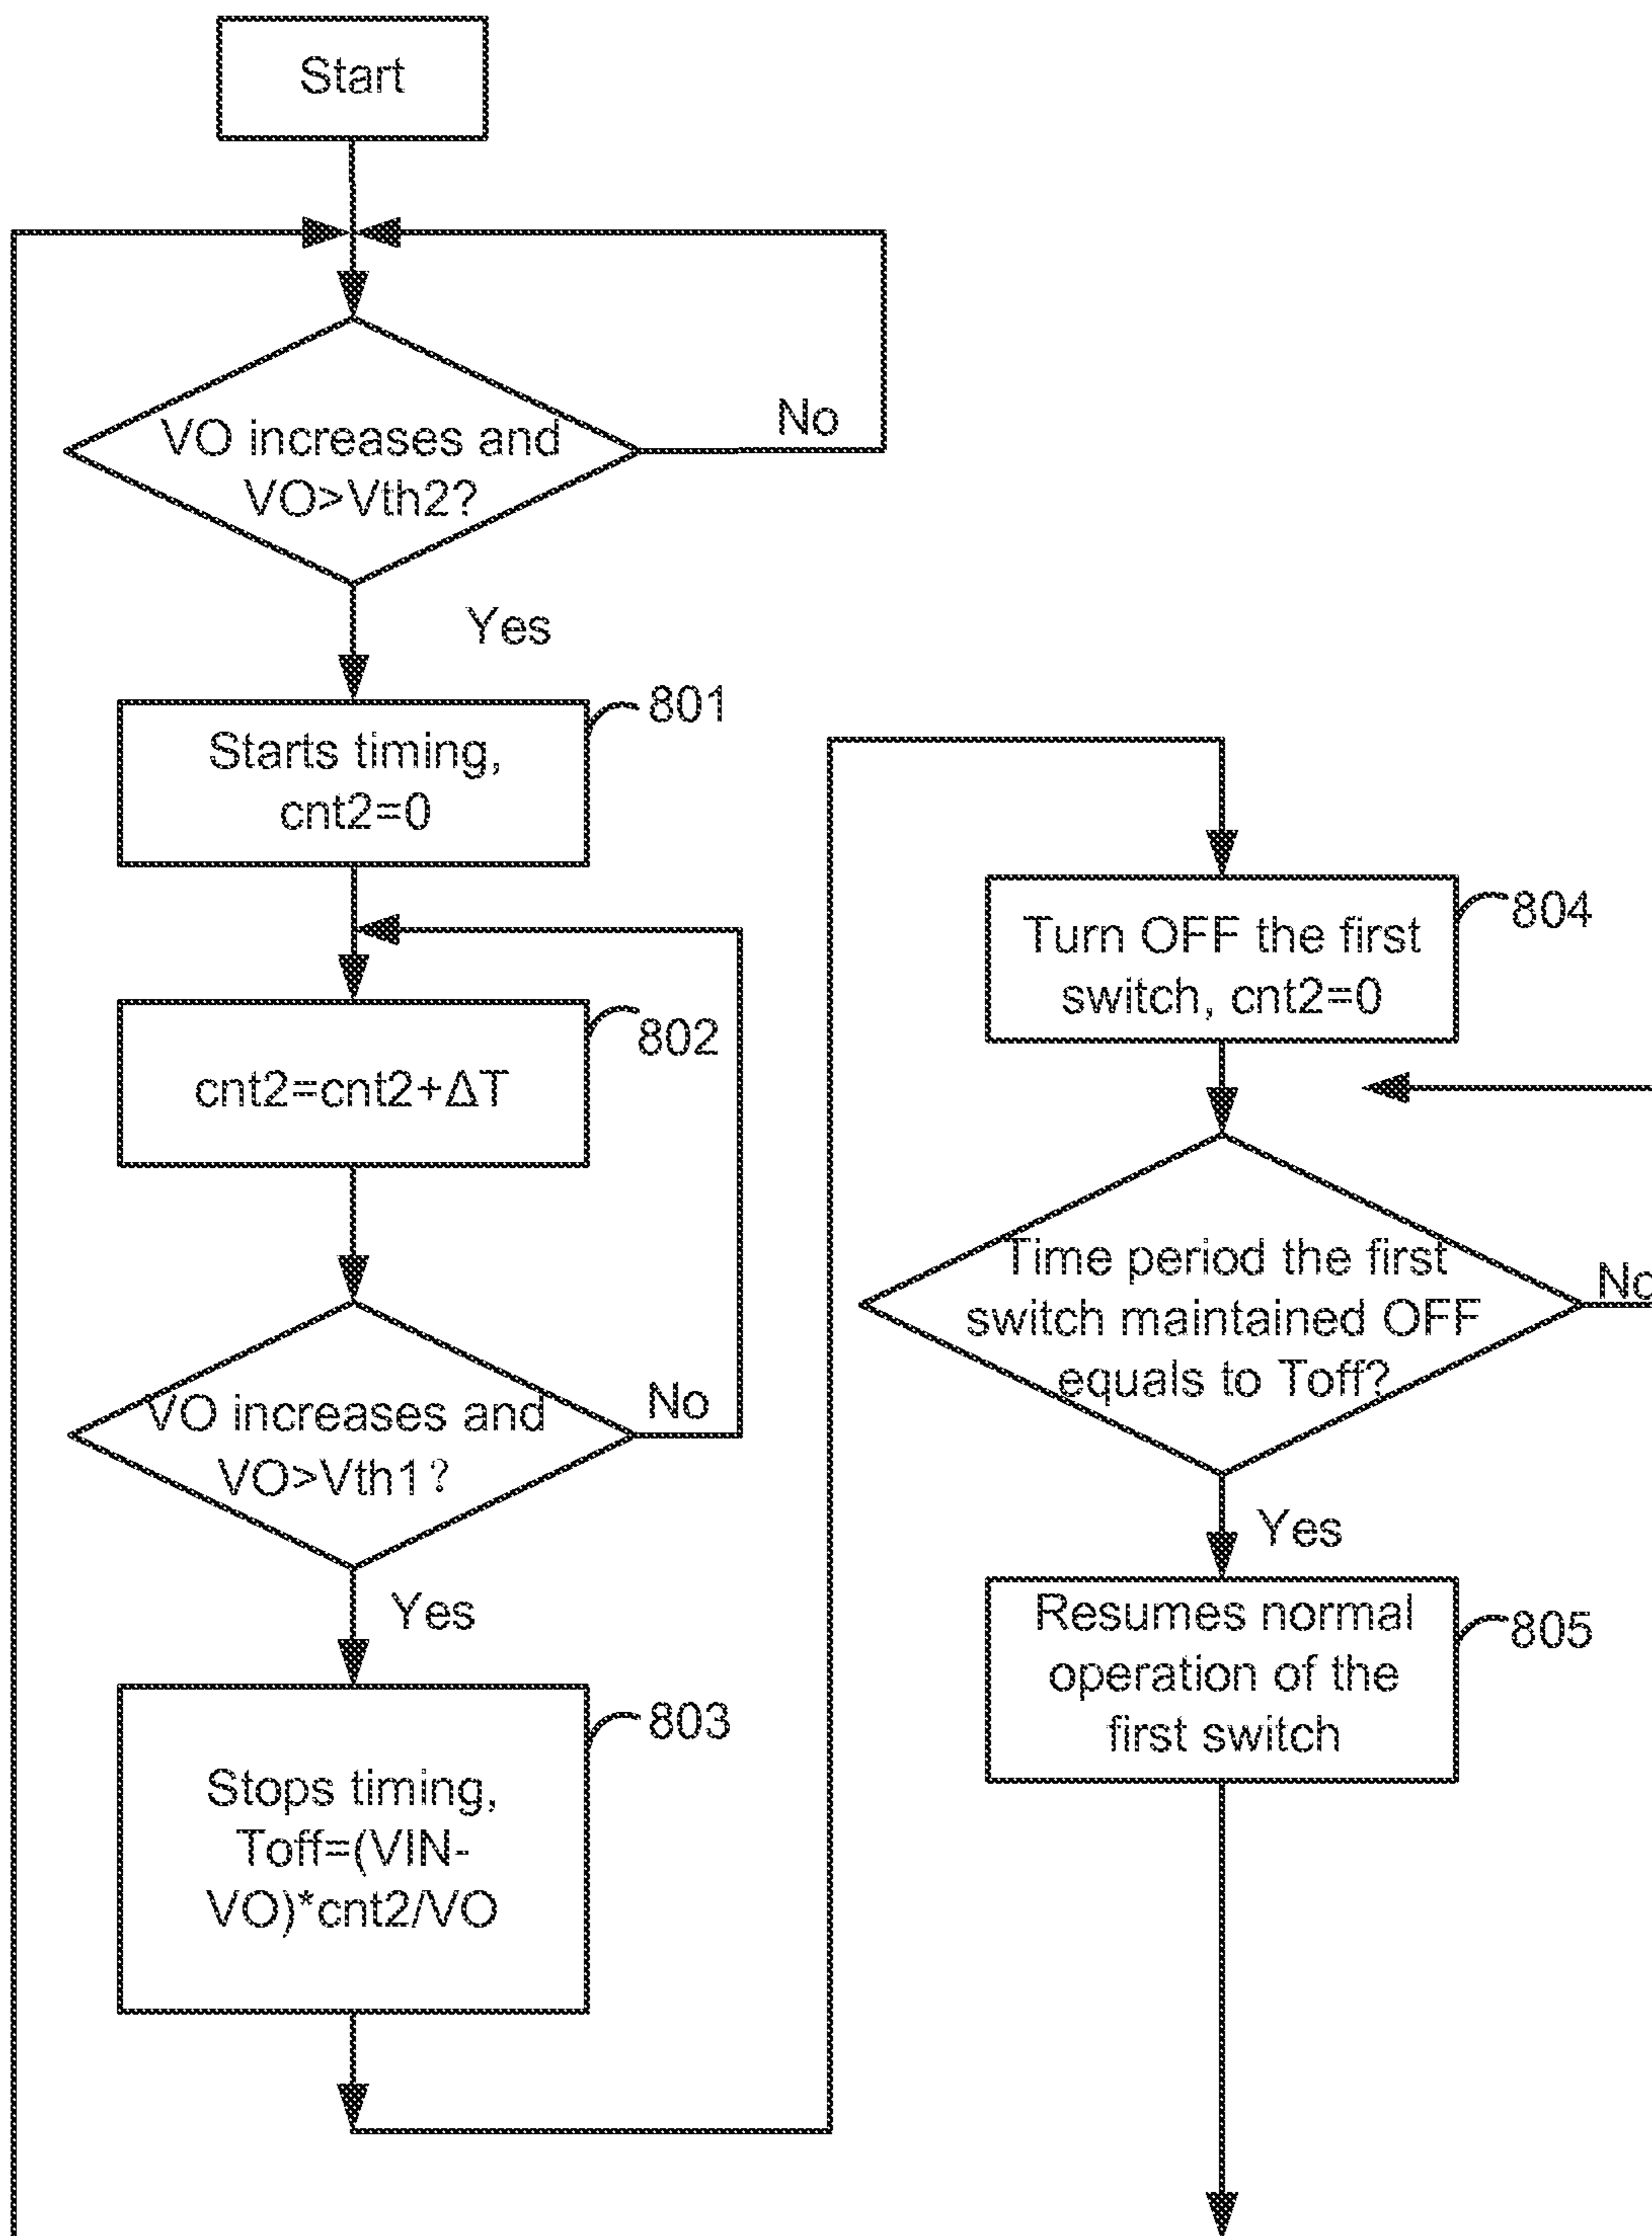 Start
VO increases and
VO>Vth2?
No
Yes
801
Starts timing,
cnt2=0
802
cnt2=cnt2+ΔT
VO increases and
VO>Vth1?
No
Yes
803
Stops timing,
Toff=(VIN-
VO)*cnt2/VO
804
Turn OFF the first
switch, cnt2=0
Time period the first
switch maintained OFF
equals to Toff?
No
Yes
805
Resumes normal
operation of the
first switch